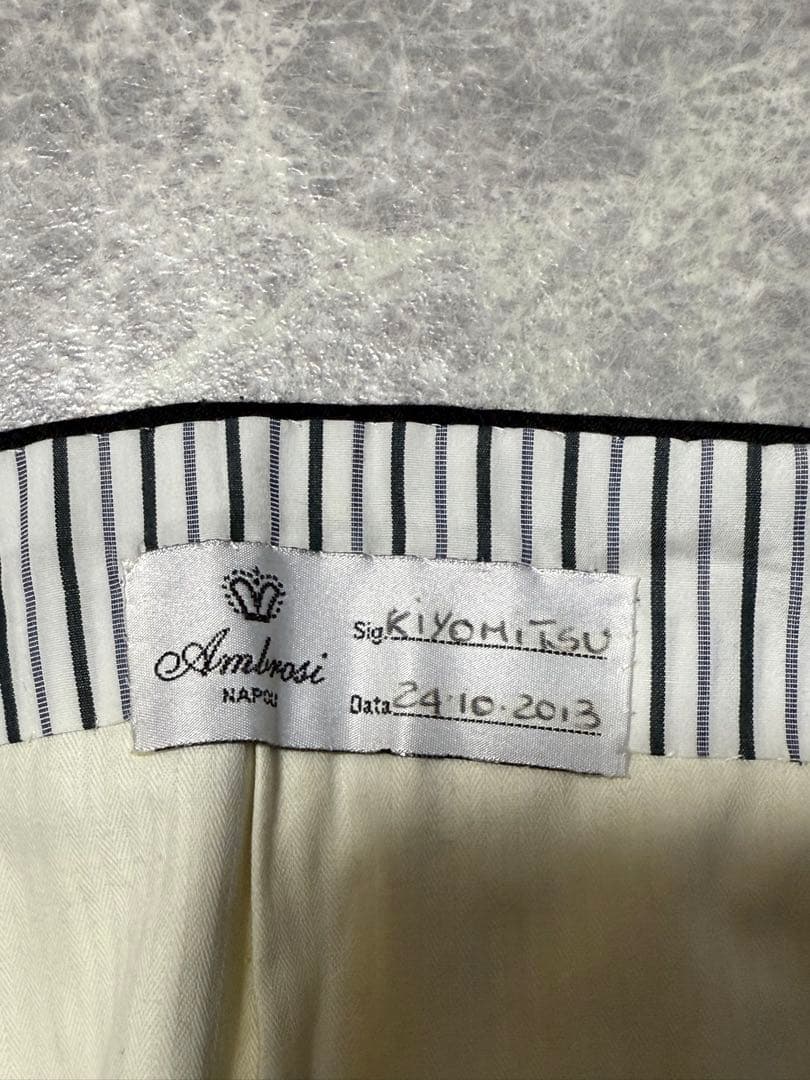 Ambrosi
NAPOLI
Sig. KIYOMITSU
Data 24.10.2013